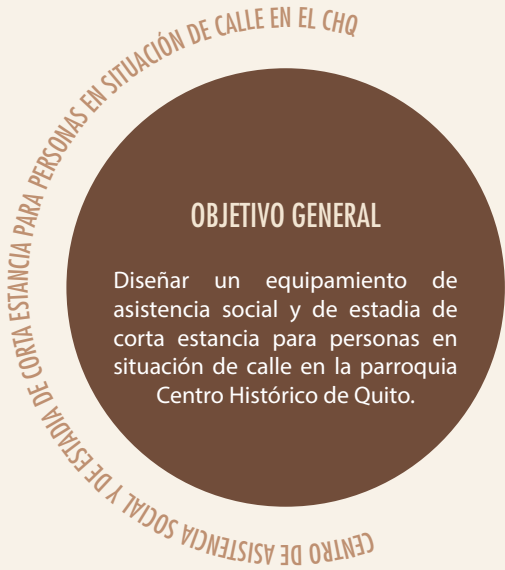 CENTRO DE ASISTENCIA SOCIAL Y DE ESTADIA DE CORTA ESTANCIA PARA PERSONAS EN SITUACIÓN DE CALLE EN EL CHQ
OBJETIVO GENERAL
Diseñar un equipamiento de
asistencia social y de estadia de
corta estancia para personas en
situación de calle en la parroquia
Centro Histórico de Quito.